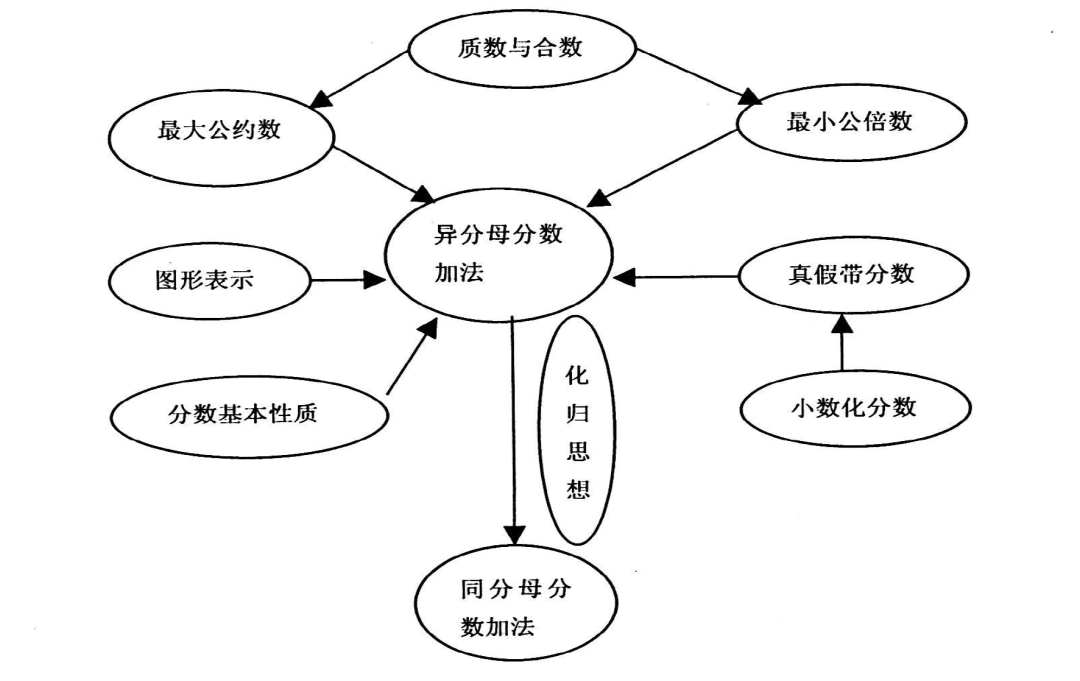 质数与合数
最大公约数
最小公倍数
异分母分数
加法
图形表示
真假带分数
分数基本性质
小数化分数
化
归
思
想
同分母分
数加法